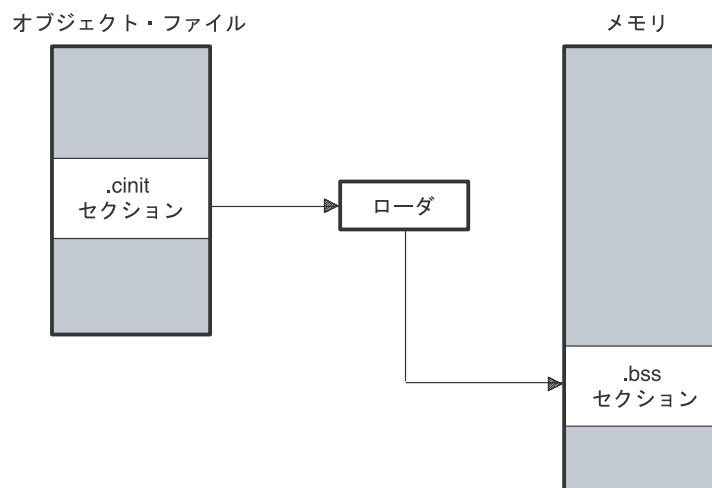 オブジェクト・ファイル
メモリ
.cinit
セクション
ローダ
.bss
セクション